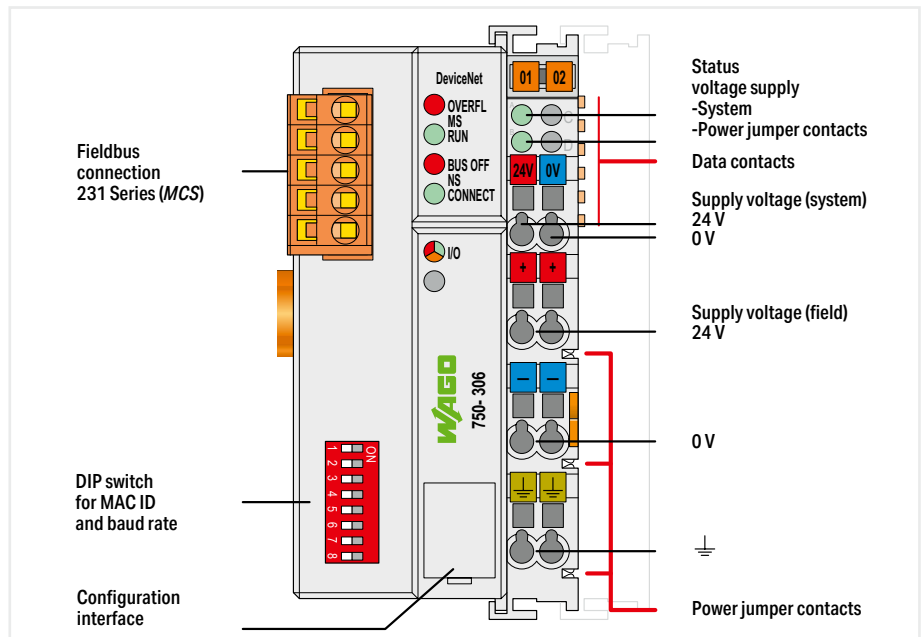 Fieldbus
connection
231 Series (MCS)
DIP switch
for MAC ID
and baud rate
Configuration
interface
DeviceNet
OVERFL
MS
RUN
BUS OFF
NS
CONNECT
I/O
WAGO
750- 306
ON
1
2
3
4
5
6
7
8
01 02
A C
B D
24V 0V
+ +
— —
Status
voltage supply
-System
-Power jumper contacts
Data contacts
Supply voltage (system)
24 V
0 V
Supply voltage (field)
24 V
0 V
Power jumper contacts